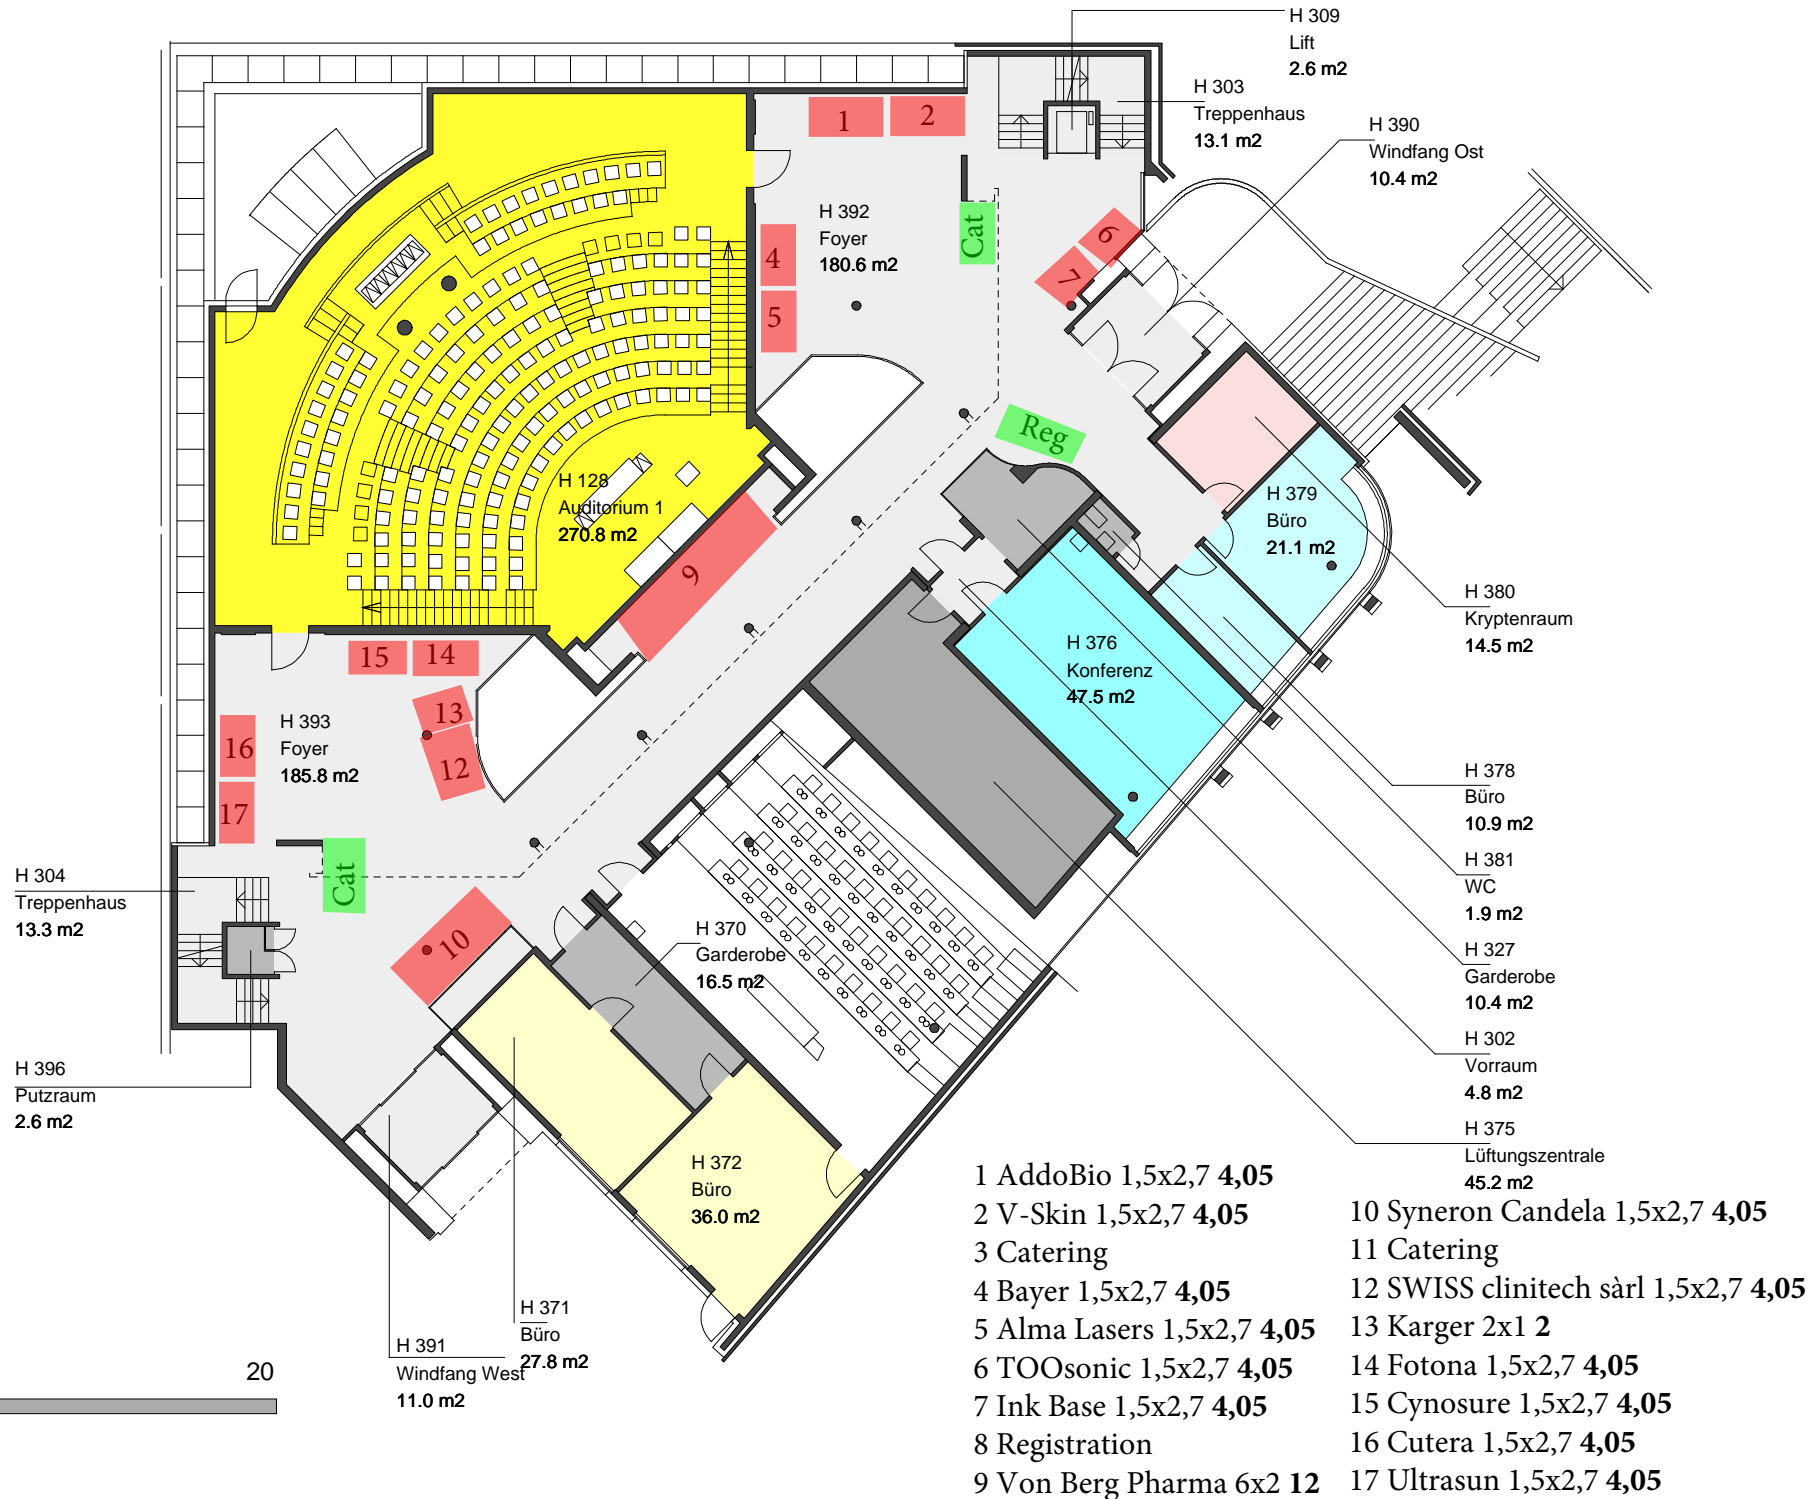 H 309
Lift
2.6 m2
H 303
Treppenhaus
13.1 m2
H 390
Windfang Ost
10.4 m2
1
2
H 392
Foyer
180.6 m2
Cat
6
7
4
5
Reg
H 128
Auditorium 1
270.8 m2
9
H 379
Büro
21.1 m2
H 380
Kryptenraum
14.5 m2
H 376
Konferenz
47.5 m2
15
14
13
12
16
17
H 393
Foyer
185.8 m2
H 378
Büro
10.9 m2
H 381
WC
1.9 m2
H 304
Treppenhaus
13.3 m2
Cat
10
H 370
Garderobe
16.5 m2
H 327
Garderobe
10.4 m2
H 302
Vorraum
4.8 m2
H 396
Putzraum
2.6 m2
H 375
Lüftungszentrale
45.2 m2
H 372
Büro
36.0 m2
H 371
Büro
27.8 m2
H 391
Windfang West
11.0 m2
20
1 AddoBio 1,5x2,7 4,05
2 V-Skin 1,5x2,7 4,05
3 Catering
4 Bayer 1,5x2,7 4,05
5 Alma Lasers 1,5x2,7 4,05
6 TOOsonic 1,5x2,7 4,05
7 Ink Base 1,5x2,7 4,05
8 Registration
9 Von Berg Pharma 6x2 12
10 Syneron Candela 1,5x2,7 4,05
11 Catering
12 SWISS clinitech sàrl 1,5x2,7 4,05
13 Karger 2x1 2
14 Fotona 1,5x2,7 4,05
15 Cynosure 1,5x2,7 4,05
16 Cutera 1,5x2,7 4,05
17 Ultrasun 1,5x2,7 4,05